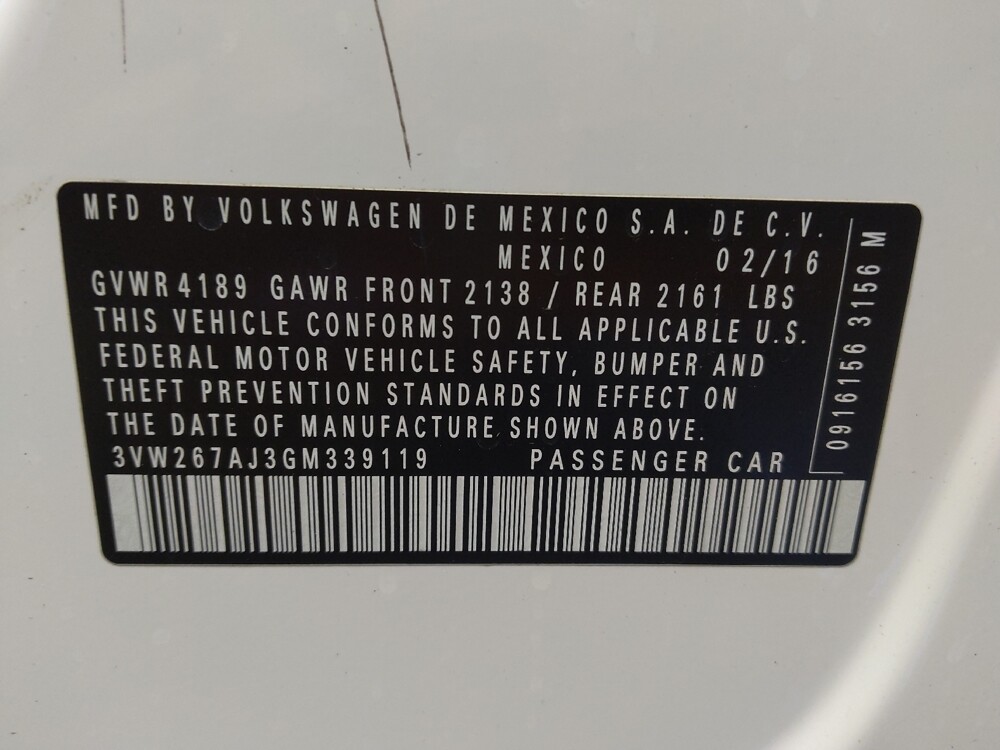 MFD BY VOLKSWAGEN DE MEXICO S.A. DE C.V.
MEXICO 02/16
GVWR 4189 GAWR FRONT 2138 / REAR 2161 LBS
THIS VEHICLE CONFORMS TO ALL APPLICABLE U.S.
FEDERAL MOTOR VEHICLE SAFETY, BUMPER AND
THEFT PREVENTION STANDARDS IN EFFECT ON
THE DATE OF MANUFACTURE SHOWN ABOVE.
3VW267AJ3GM339119 PASSENGER CAR
0916156 3156 M